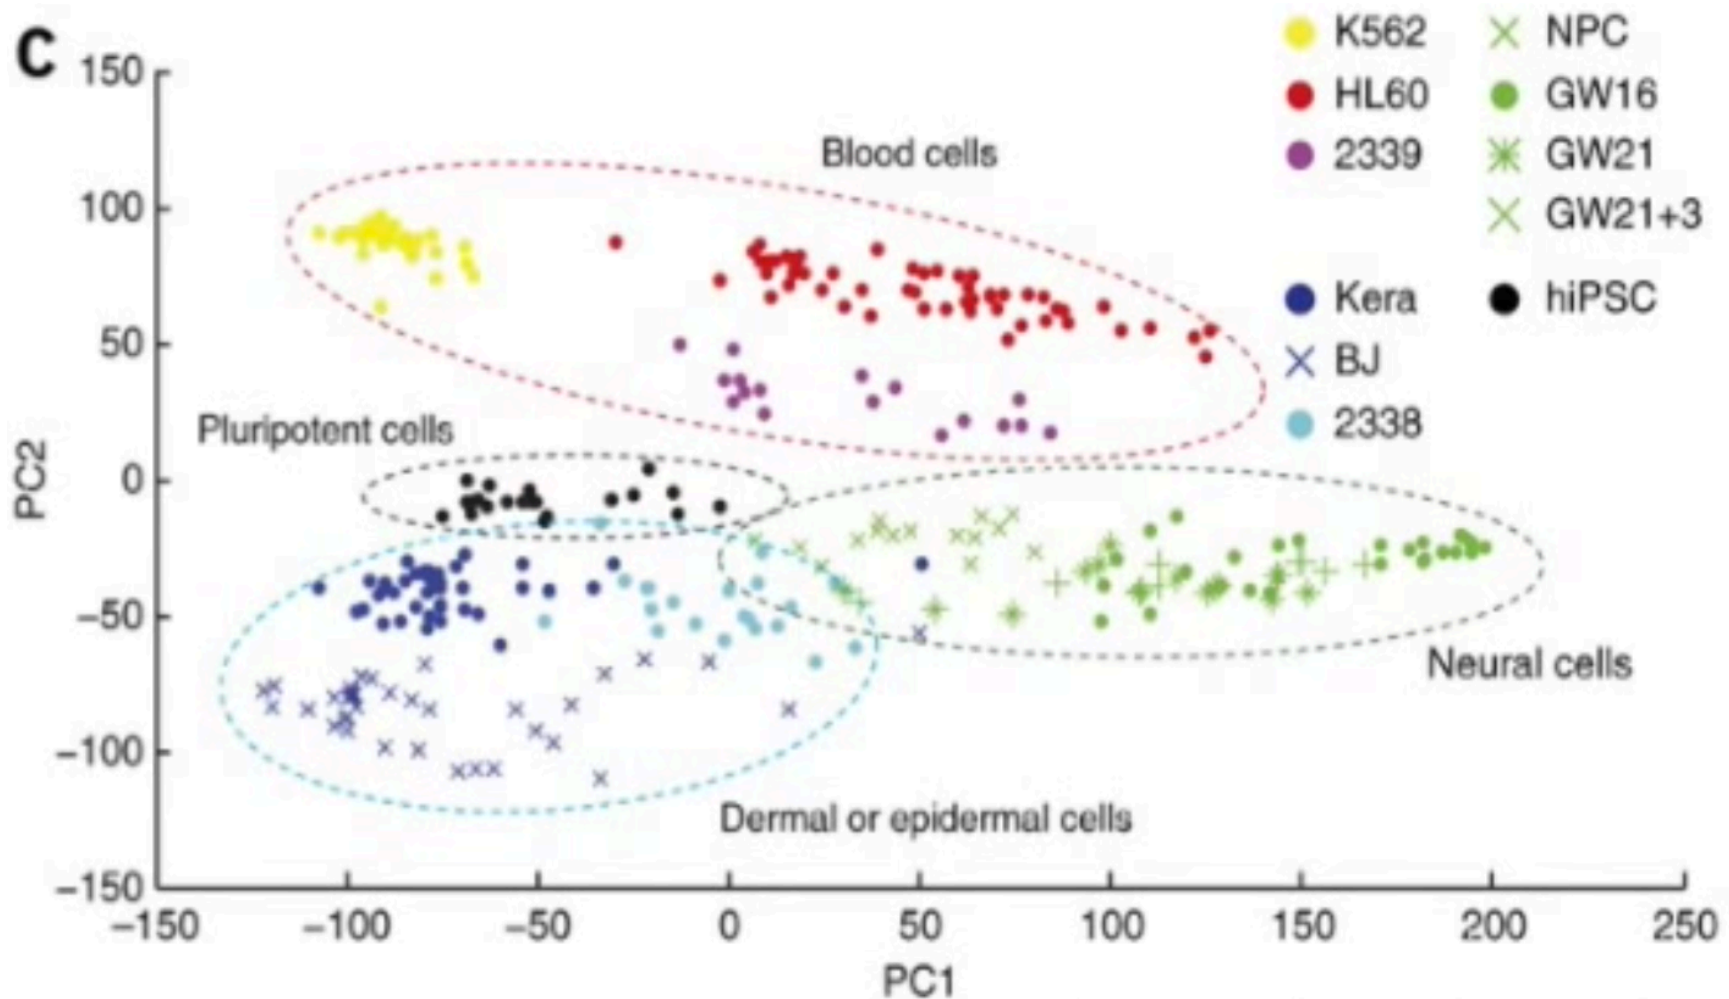 C
K562
NPC
HL60
GW16
2339
GW21
GW21+3
Kera
hiPSC
BJ
2338
Blood cells
Pluripotent cells
Neural cells
Dermal or epidermal cells
PC2
150
100
50
0
−50
−100
−150
−150 −100 −50 0 50 100 150 200 250
PC1